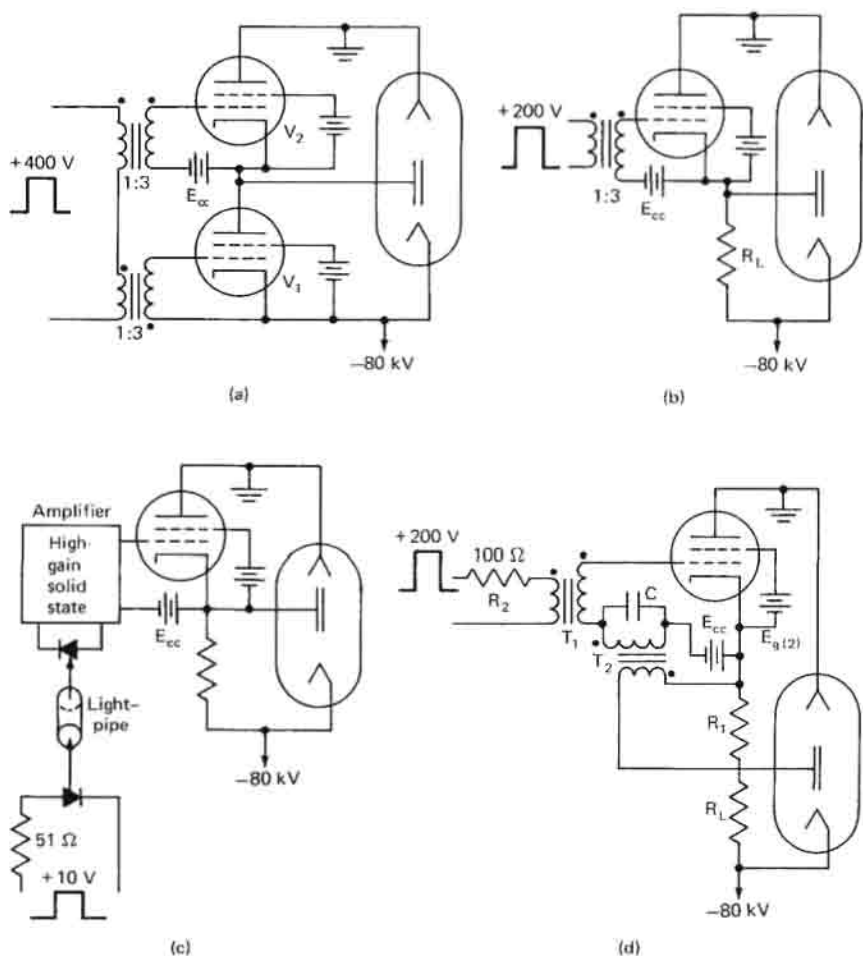 +400 V
1:3
E_cc
V_2
1:3
V_1
−80 kV
(a)
+200 V
1:3
E_cc
R_L
−80 kV
(b)
Amplifier
High-
gain
solid
state
E_cc
Light-
pipe
−80 kV
51 Ω
+10 V
(c)
+200 V
100 Ω
R_2
T_1
C
T_2
E_cc
E_g(2)
R_1
R_L
−80 kV
(d)